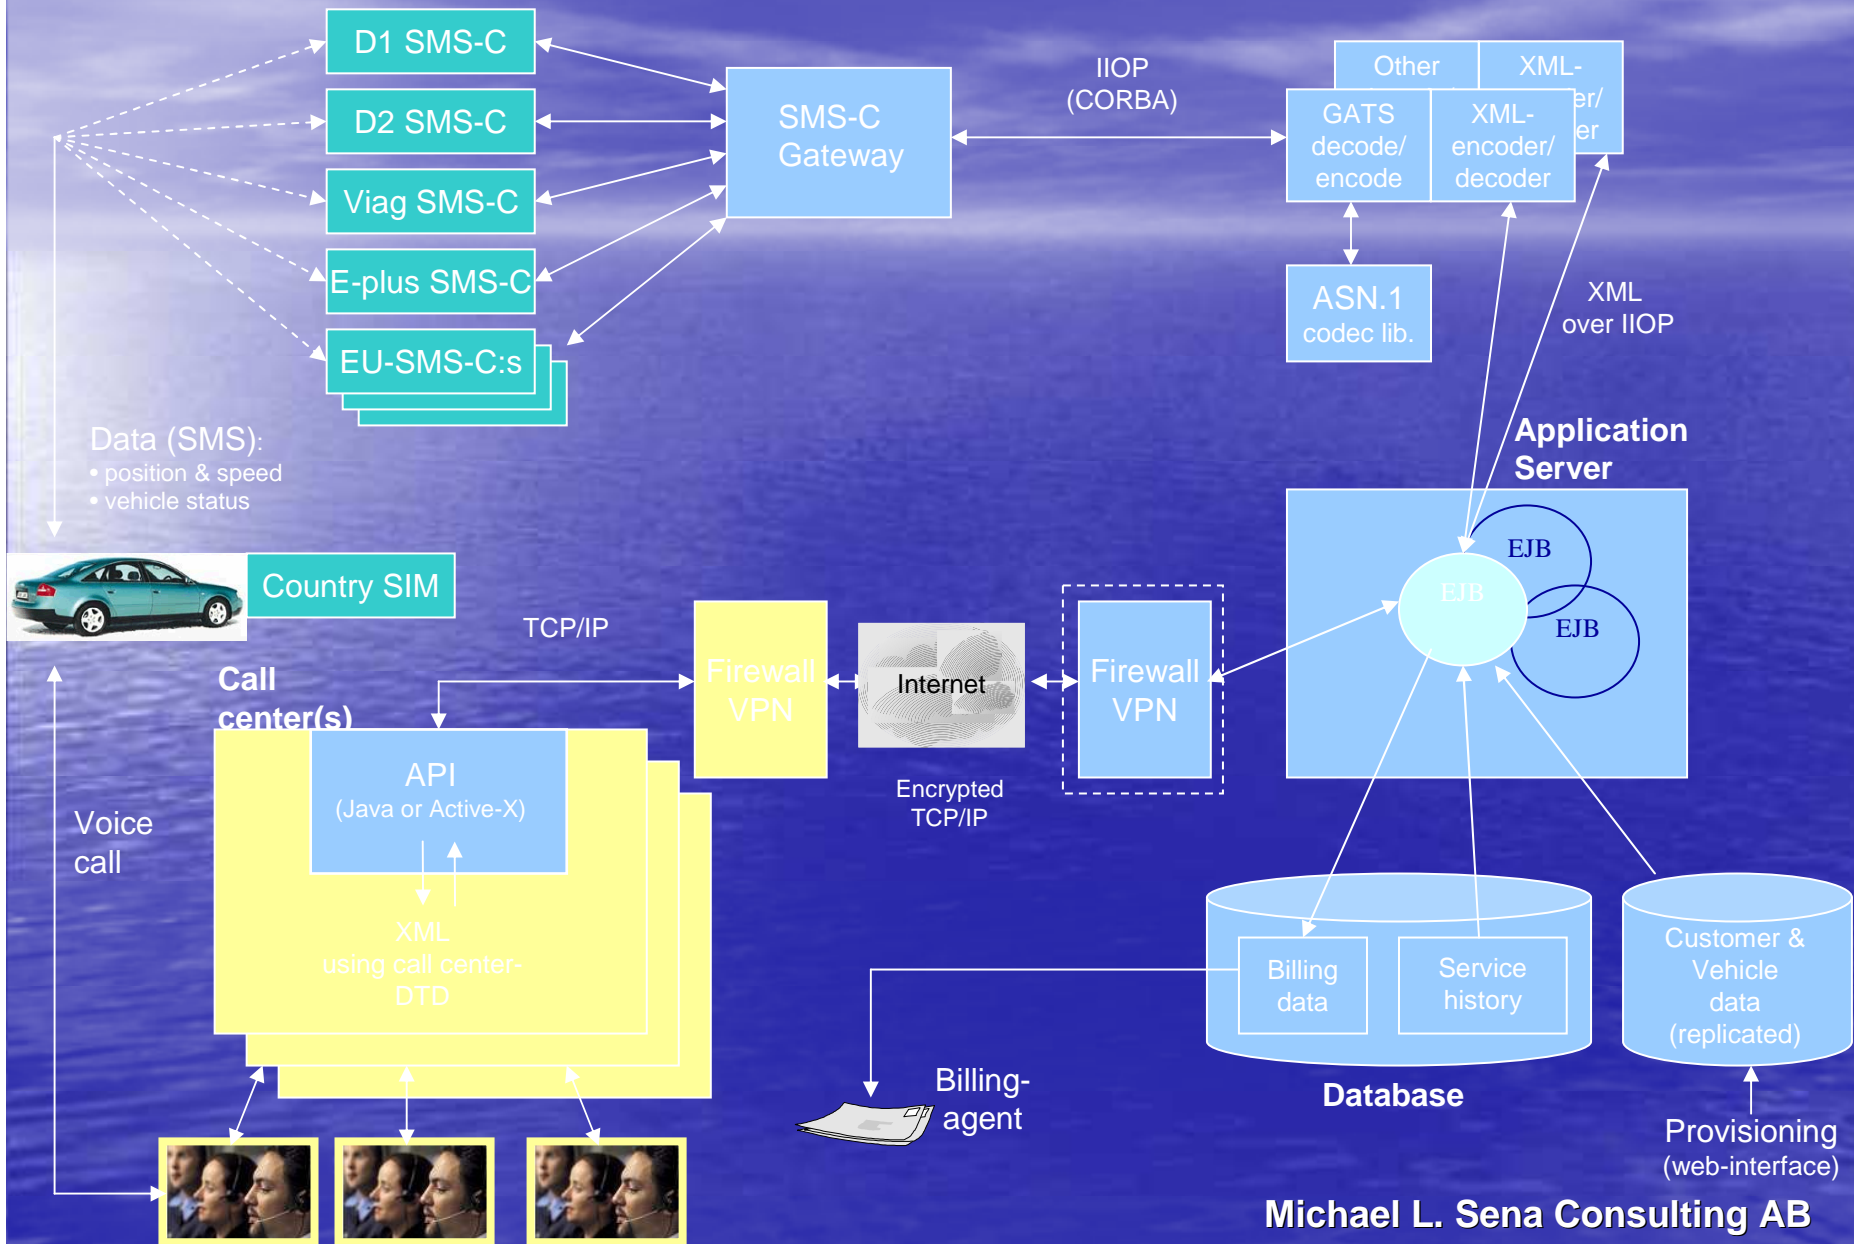 D1 SMS-C
D2 SMS-C
Viag SMS-C
E-plus SMS-C
EU-SMS-C:s
SMS-C
Gateway
IIOP
(CORBA)
Other
XML-
er/
er
GATS
decode/
encode
XML-
encoder/
decoder
ASN.1
codec lib.
XML
over IIOP
Data (SMS):
• position & speed
• vehicle status
Country SIM
Application
Server
EJB
EJB
EJB
TCP/IP
Firewall
VPN
Internet
Firewall
VPN
Encrypted
TCP/IP
Call
center(s)
API
(Java or Active-X)
XML
using call center-
DTD
Voice
call
Billing
data
Service
history
Database
Customer &
Vehicle
data
(replicated)
Billing-
agent
Provisioning
(web-interface)
Michael L. Sena Consulting AB